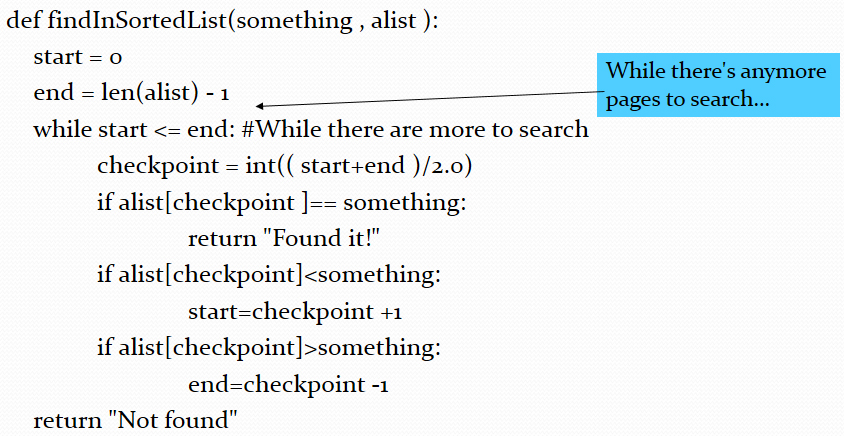 def findInSortedList(something , alist ):
start = 0
end = len(alist) - 1
while start <= end: #While there are more to search
checkpoint = int(( start+end )/2.0)
if alist[checkpoint ]== something:
return "Found it!"
if alist[checkpoint]<something:
start=checkpoint +1
if alist[checkpoint]>something:
end=checkpoint -1
return "Not found"
While there's anymore
pages to search...